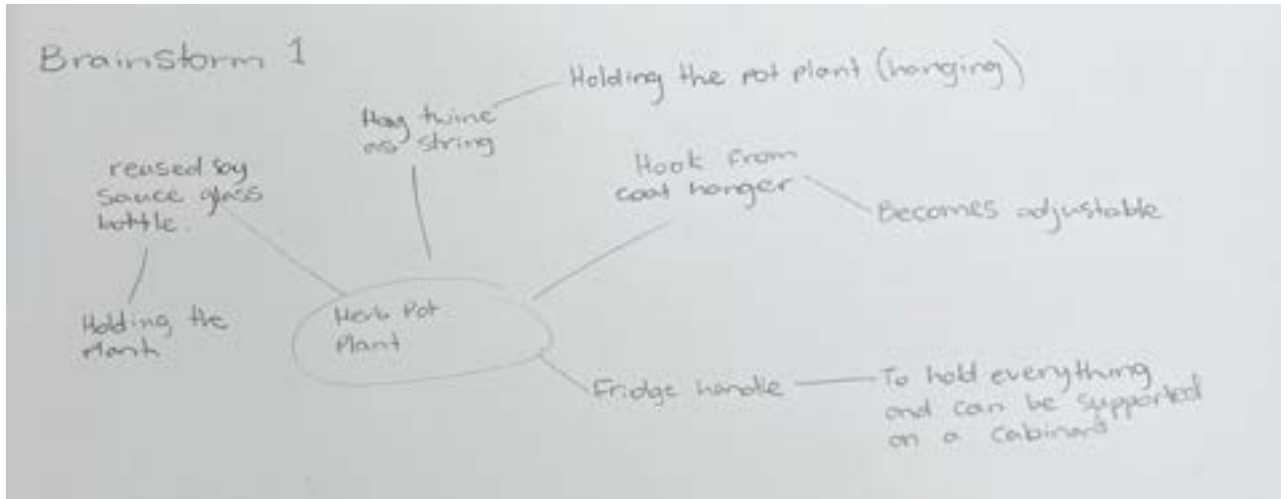 Brainstorm 1
Holding the pot plant (hanging)
Hay twine
as string
Hook from
coat hanger
Becomes adjustable
reused soy
sauce glass
bottle.
Holding the
plant
Herb Pot
Plant
Fridge handle
To hold everything
and can be supported
on a